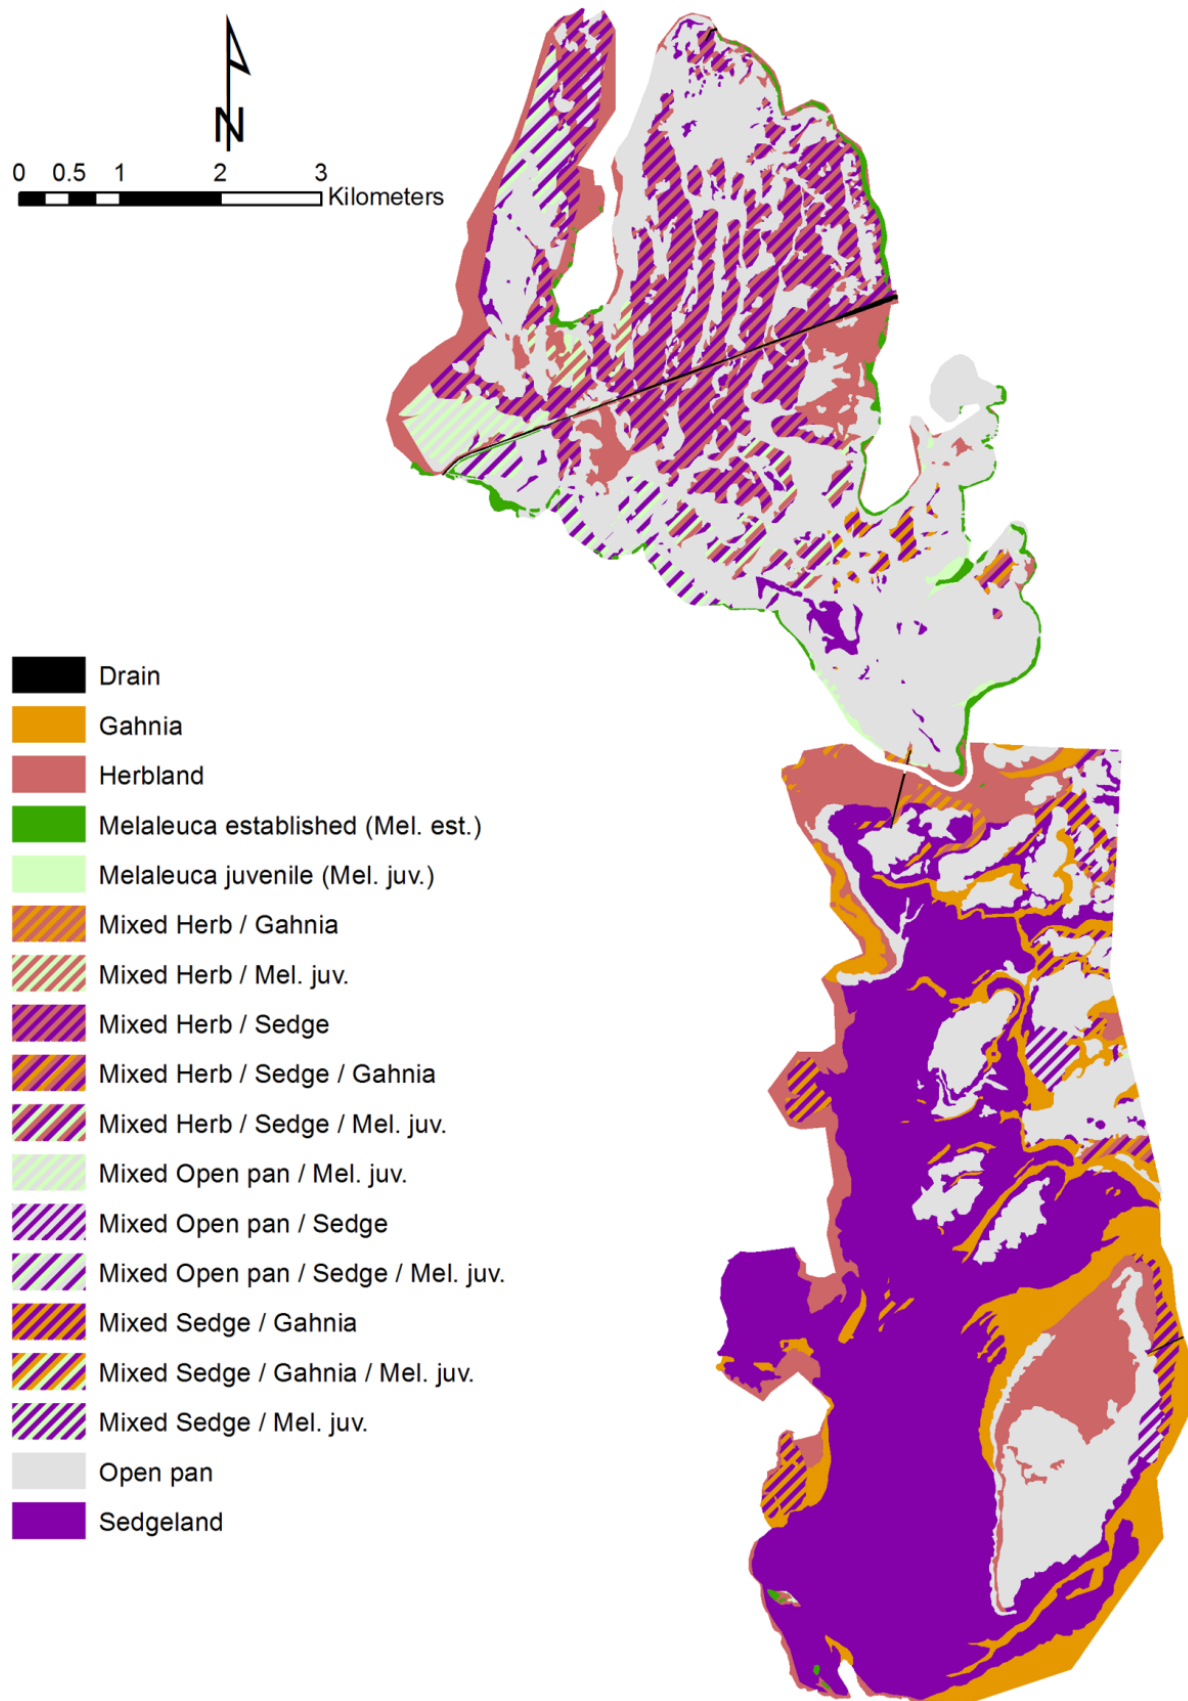 N
0 0.5 1 2 3
Kilometers
Drain
Gahnia
Herbland
Melaleuca established (Mel. est.)
Melaleuca juvenile (Mel. juv.)
Mixed Herb / Gahnia
Mixed Herb / Mel. juv.
Mixed Herb / Sedge
Mixed Herb / Sedge / Gahnia
Mixed Herb / Sedge / Mel. juv.
Mixed Open pan / Mel. juv.
Mixed Open pan / Sedge
Mixed Open pan / Sedge / Mel. juv.
Mixed Sedge / Gahnia
Mixed Sedge / Gahnia / Mel. juv.
Mixed Sedge / Mel. juv.
Open pan
Sedgeland